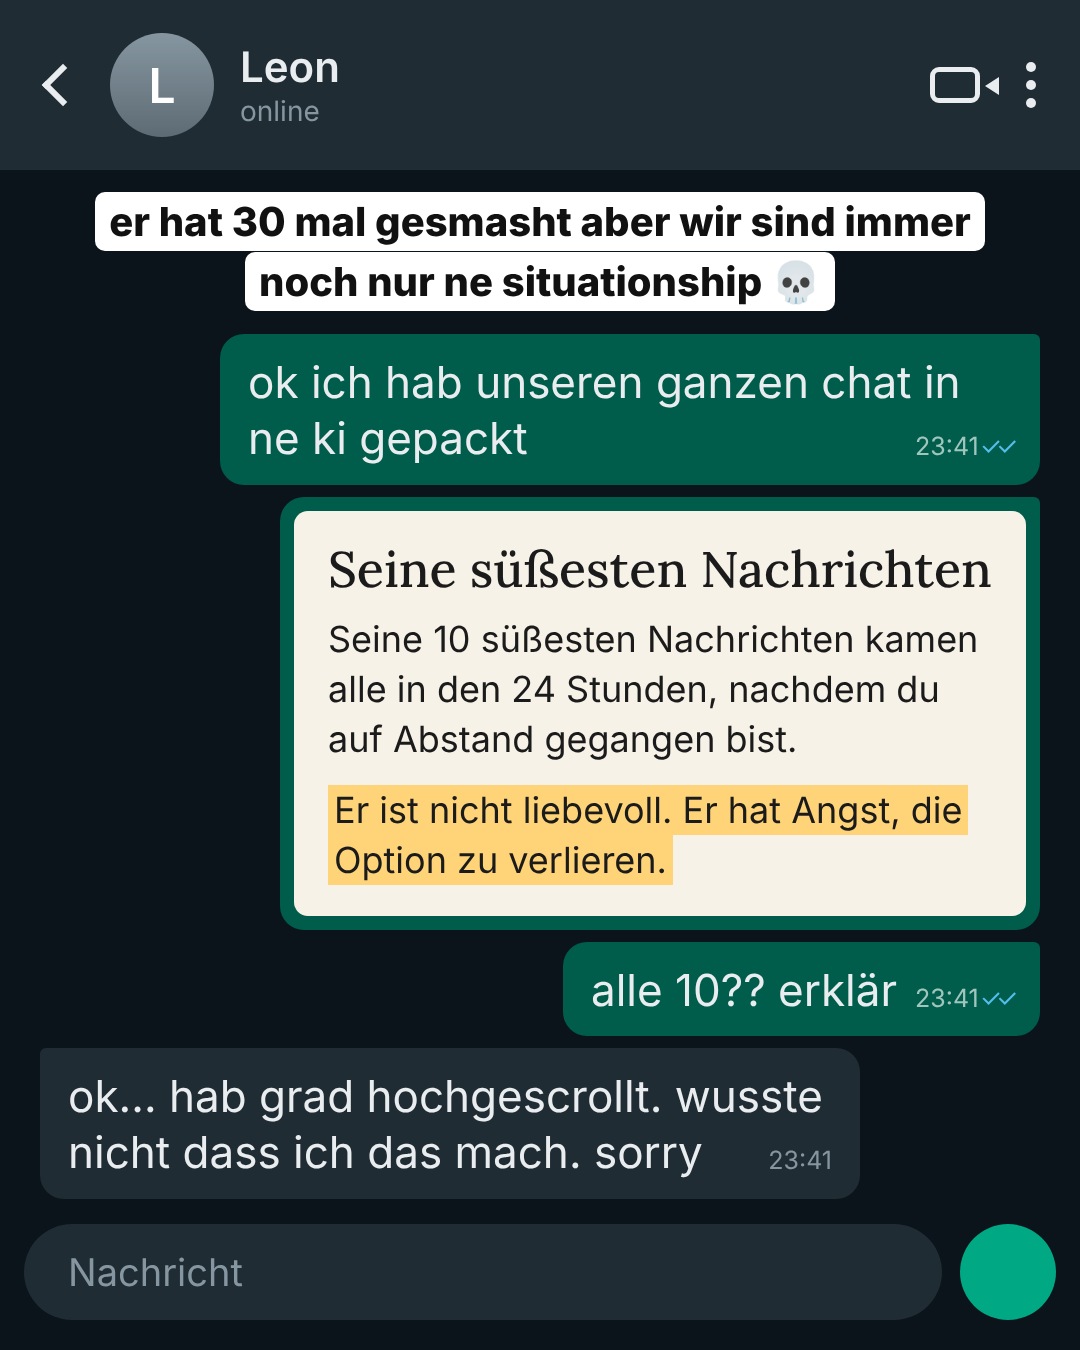 L
Leon
online
er hat 30 mal gesmasht aber wir sind immer
noch nur ne situationship 💀
ok ich hab unseren ganzen chat in
ne ki gepackt
23:41
Seine süßesten Nachrichten
Seine 10 süßesten Nachrichten kamen
alle in den 24 Stunden, nachdem du
auf Abstand gegangen bist.
Er ist nicht liebevoll. Er hat Angst, die
Option zu verlieren.
alle 10?? erklär 23:41
ok... hab grad hochgescrollt. wusste
nicht dass ich das mach. sorry
23:41
Nachricht